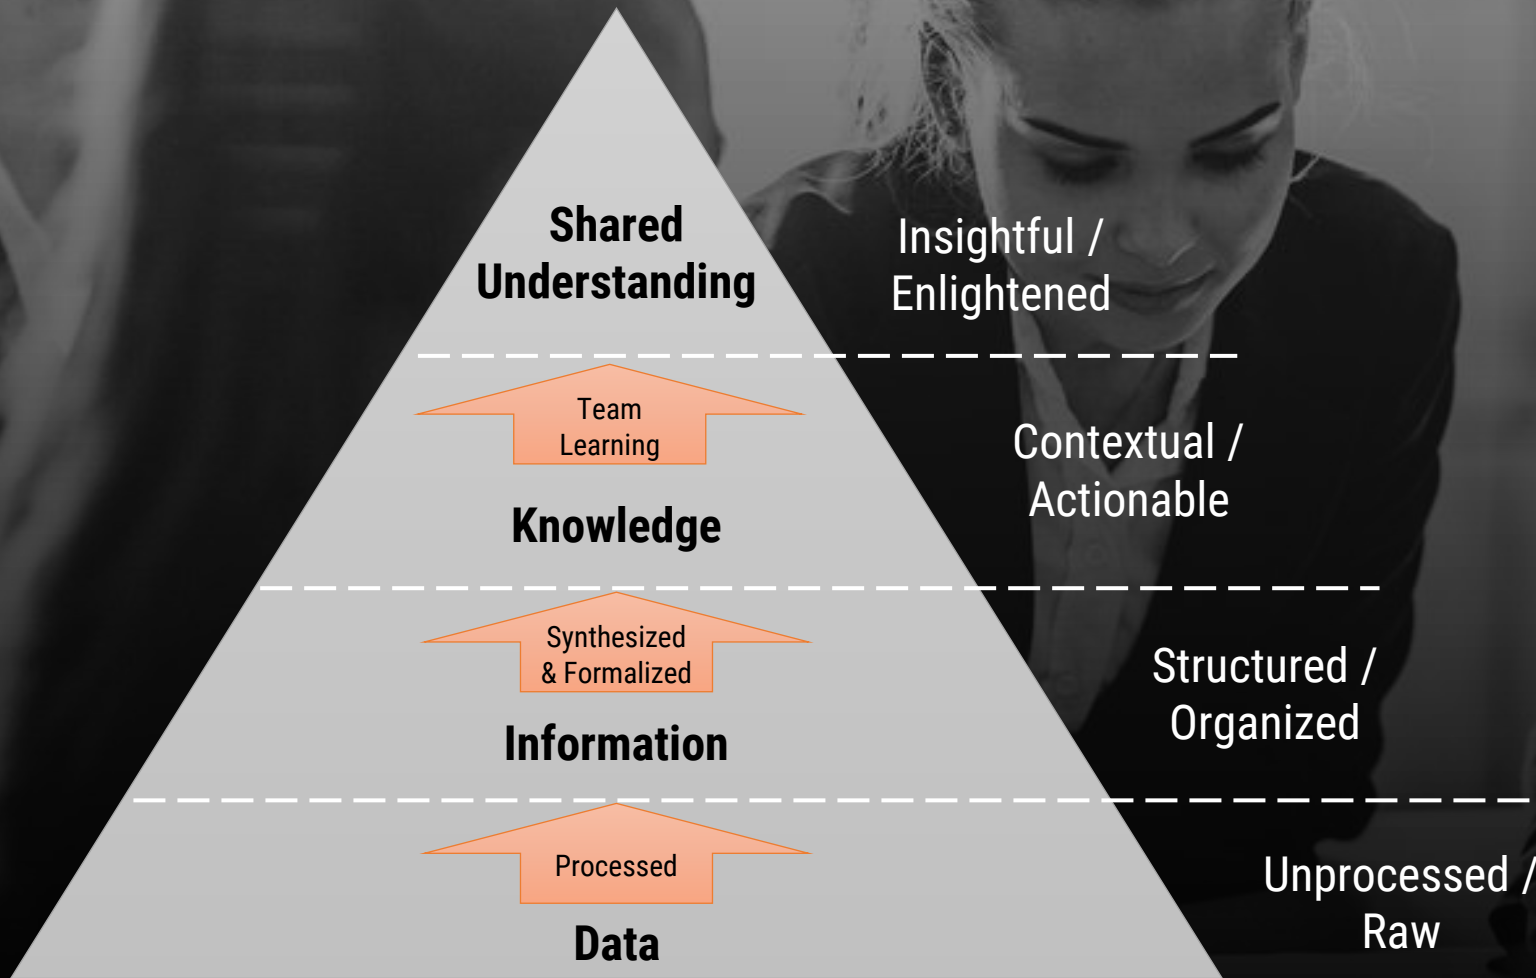 Shared
Understanding
Insightful /
Enlightened
Team
Learning
Contextual /
Actionable
Knowledge
Synthesized
& Formalized
Structured /
Organized
Information
Processed
Unprocessed /
Raw
Data